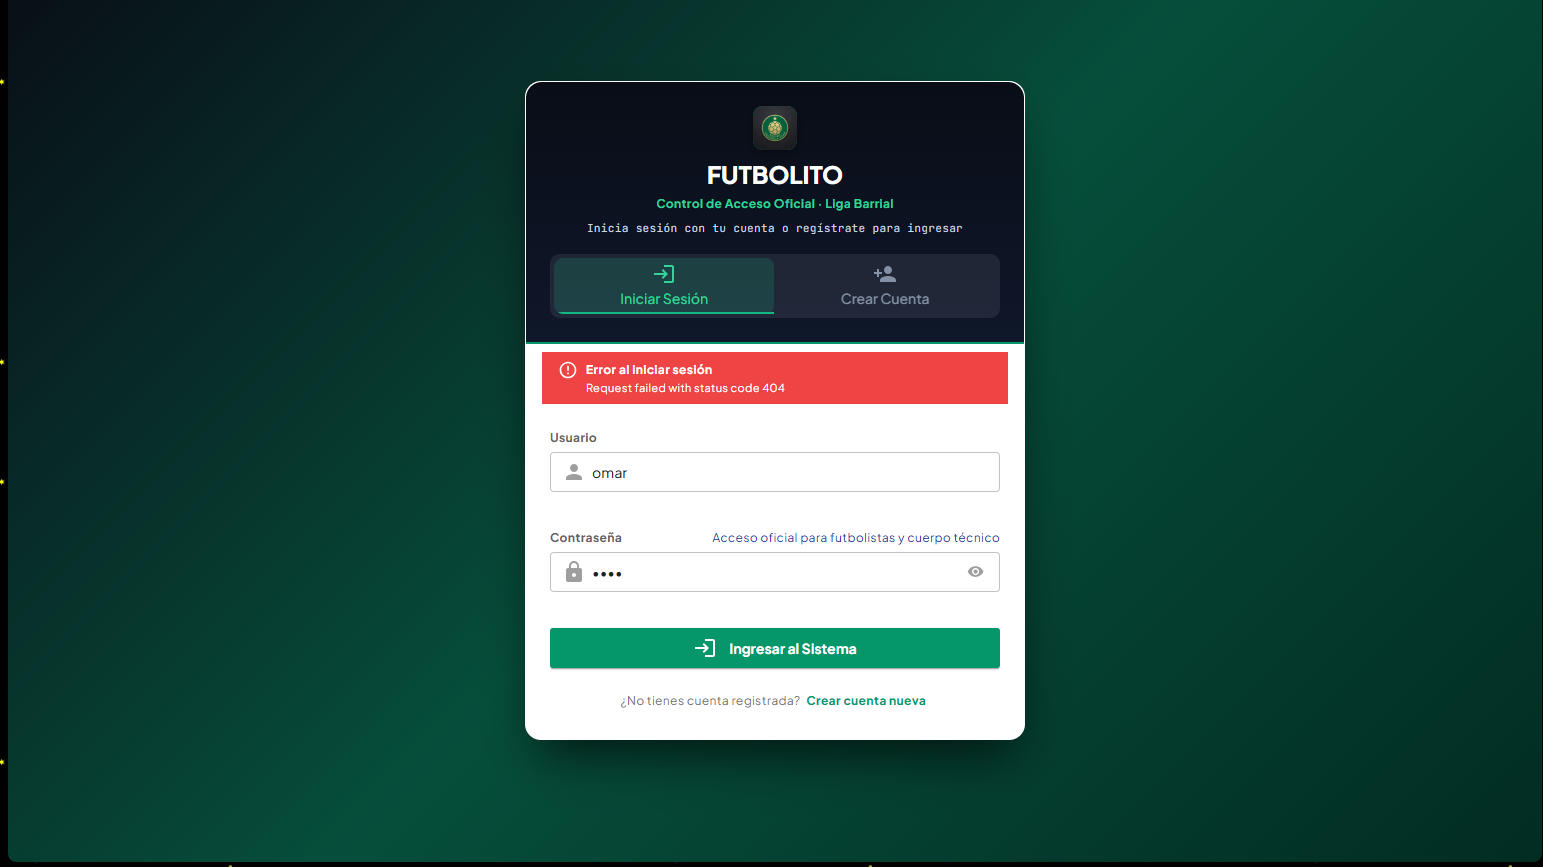 FUTBOLITO
Control de Acceso Oficial · Liga Barrial
Inicia sesión con tu cuenta o regístrate para ingresar
Iniciar Sesión
Crear Cuenta
Error al iniciar sesión
Request failed with status code 404
Usuario
omar
Contraseña
Acceso oficial para futbolistas y cuerpo técnico
••••
Ingresar al Sistema
¿No tienes cuenta registrada? Crear cuenta nueva